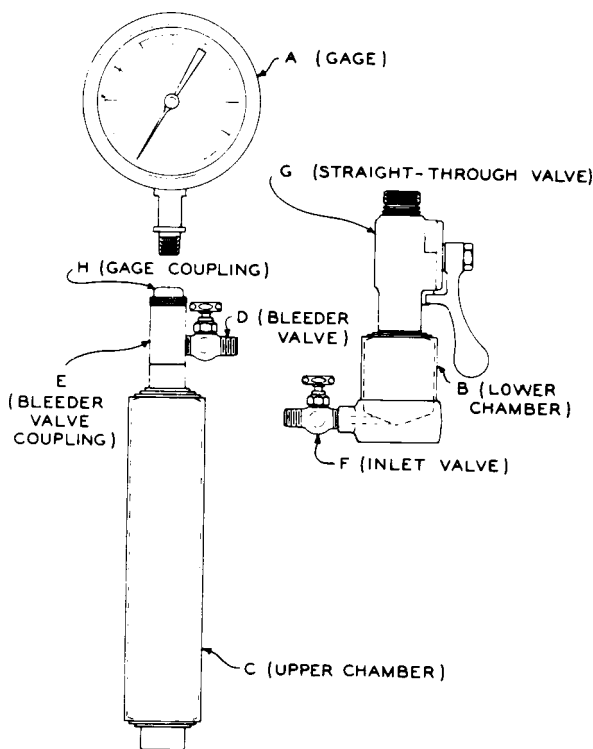 A (GAGE)
G (STRAIGHT-THROUGH VALVE)
H (GAGE COUPLING)
D (BLEEDER
VALVE)
E
(BLEEDER
VALVE
COUPLING)
B (LOWER
CHAMBER)
F (INLET VALVE)
C (UPPER CHAMBER)